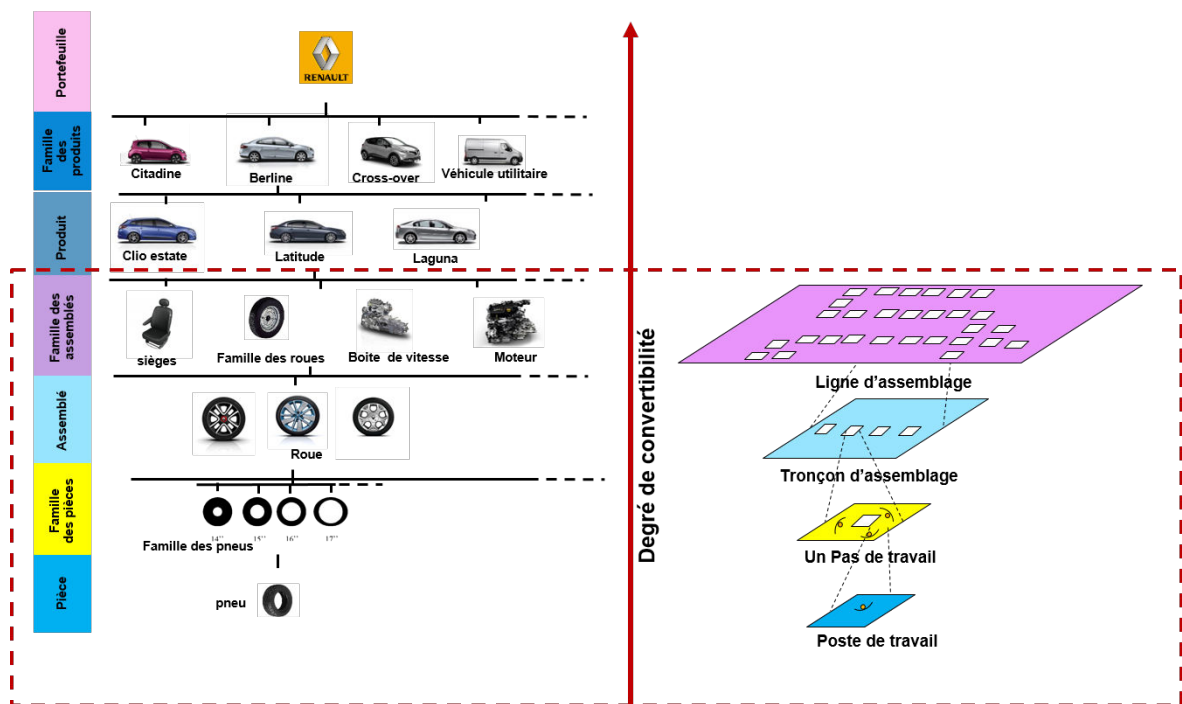 Portefeuille
RENAULT
Famille
des
produits
Citadine
Berline
Cross-over
Véhicule utilitaire
Produit
Clio estate
Latitude
Laguna
Famille des
assemblés
sièges
Famille des roues
Boite de vitesse
Moteur
Assemblé
Roue
Famille
des pièces
14''
15''
16''
17''
Famille des pneus
Pièce
pneu
Degré de convertibilité
Ligne d'assemblage
Tronçon d'assemblage
Un Pas de travail
Poste de travail